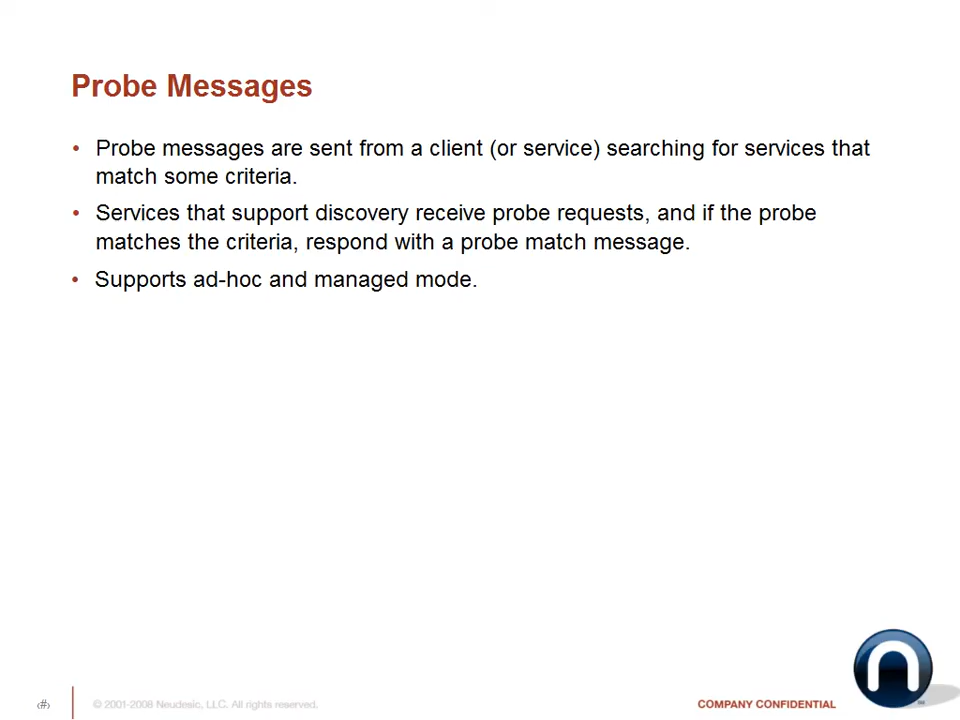 Probe Messages
• Probe messages are sent from a client (or service) searching for services that
match some criteria.
• Services that support discovery receive probe requests, and if the probe
matches the criteria, respond with a probe match message.
• Supports ad-hoc and managed mode.
‹#›
© 2001-2008 Neudesic, LLC. All rights reserved.
COMPANY CONFIDENTIAL
SM